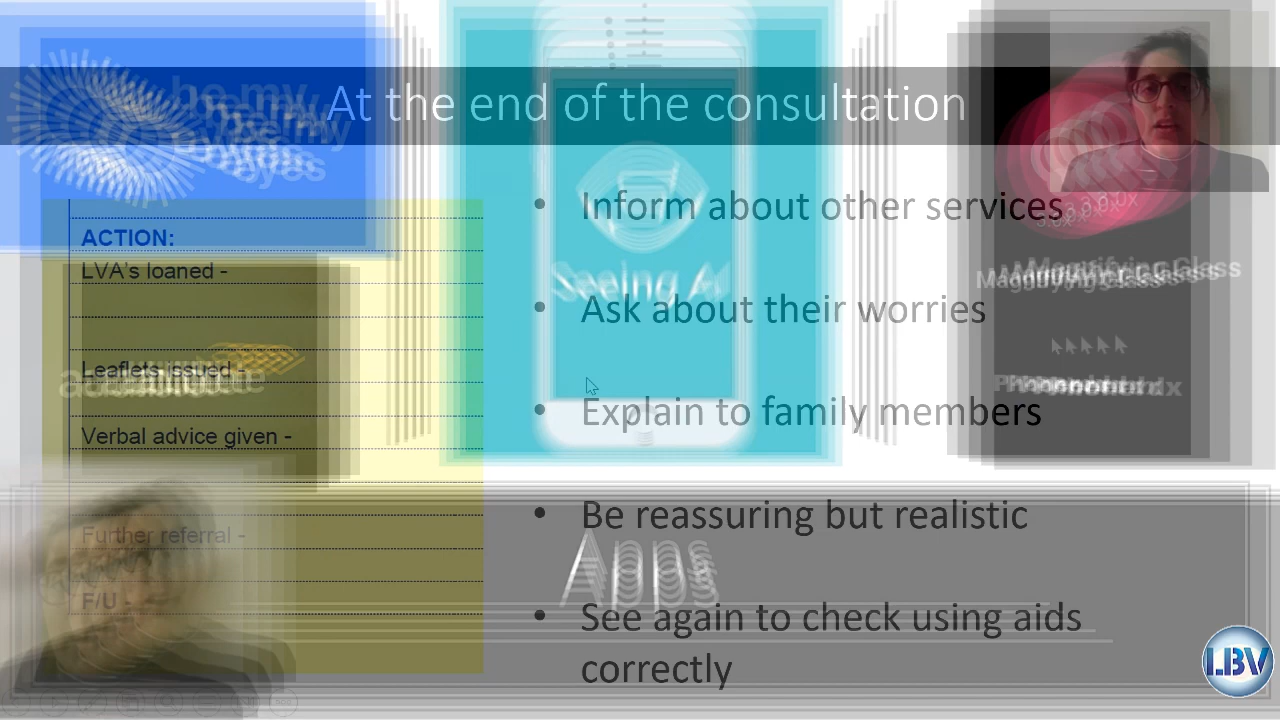 At the end of the consultation
be my eyes
ACTION:
LVA's loaned -
Leaflets issued -
Verbal advice given -
Further referral -
F/U -
• Inform about other services
• Ask about their worries
• Explain to family members
• Be reassuring but realistic
• See again to check using aids
correctly
Seeing AI
Magnifying Glass
Apps
LBV